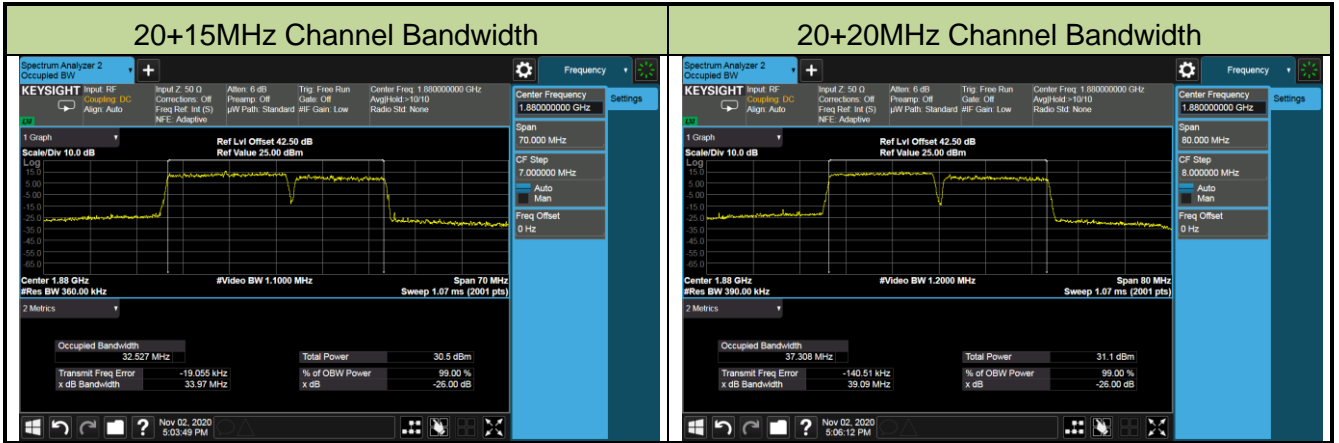 20+15MHz Channel Bandwidth
Spectrum Analyzer 2
Occupied BW
+
Frequency
KEYSIGHT
Input: RF
Coupling: DC
Align: Auto
Input Z: 50 Ω
Corrections: Off
Freq Ref: Int (S)
NFE: Adaptive
Atten: 6 dB
Preamp: Off
µW Path: Standard
Trig: Free Run
Gate: Off
#IF Gain: Low
Center Freq: 1.880000000 GHz
Avg|Hold:>10/10
Radio Std: None
Center Frequency
1.880000000 GHz
Settings
Span
70.000 MHz
CF Step
7.000000 MHz
Auto
Man
Freq Offset
0 Hz
1 Graph
Scale/Div 10.0 dB
Ref Lvl Offset 42.50 dB
Ref Value 25.00 dBm
Log
15.0
5.00
-5.00
-15.0
-25.0
-35.0
-45.0
-55.0
-65.0
Center 1.88 GHz
#Res BW 360.00 kHz
#Video BW 1.1000 MHz
Span 70 MHz
Sweep 1.07 ms (2001 pts)
2 Metrics
Occupied Bandwidth
32.527 MHz
Total Power 30.5 dBm
Transmit Freq Error -19.055 kHz
% of OBW Power 99.00 %
x dB Bandwidth 33.97 MHz
x dB -26.00 dB
?
Nov 02, 2020
5:03:49 PM
20+20MHz Channel Bandwidth
Spectrum Analyzer 2
Occupied BW
+
Frequency
KEYSIGHT
Input: RF
Coupling: DC
Align: Auto
Input Z: 50 Ω
Corrections: Off
Freq Ref: Int (S)
NFE: Adaptive
Atten: 6 dB
Preamp: Off
µW Path: Standard
Trig: Free Run
Gate: Off
#IF Gain: Low
Center Freq: 1.880000000 GHz
Avg|Hold:>10/10
Radio Std: None
Center Frequency
1.880000000 GHz
Settings
Span
80.000 MHz
CF Step
8.000000 MHz
Auto
Man
Freq Offset
0 Hz
1 Graph
Scale/Div 10.0 dB
Ref Lvl Offset 42.50 dB
Ref Value 25.00 dBm
Log
15.0
5.00
-5.00
-15.0
-25.0
-35.0
-45.0
-55.0
-65.0
Center 1.88 GHz
#Res BW 390.00 kHz
#Video BW 1.2000 MHz
Span 80 MHz
Sweep 1.07 ms (2001 pts)
2 Metrics
Occupied Bandwidth
37.308 MHz
Total Power 31.1 dBm
Transmit Freq Error -140.51 kHz
% of OBW Power 99.00 %
x dB Bandwidth 39.09 MHz
x dB -26.00 dB
?
Nov 02, 2020
5:06:12 PM